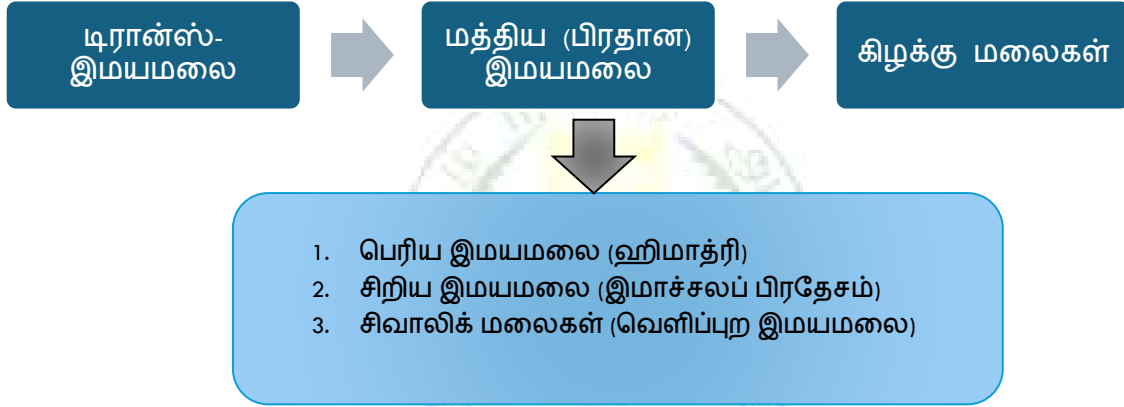 டிரான்ஸ்-
இமயமலை
மத்திய (பிரதான)
இமயமலை
கிழக்கு மலைகள்
1. பெரிய இமயமலை (ஹிமாத்ரி)
2. சிறிய இமயமலை (இமாச்சலப் பிரதேசம்)
3. சிவாலிக் மலைகள் (வெளிப்புற இமயமலை)